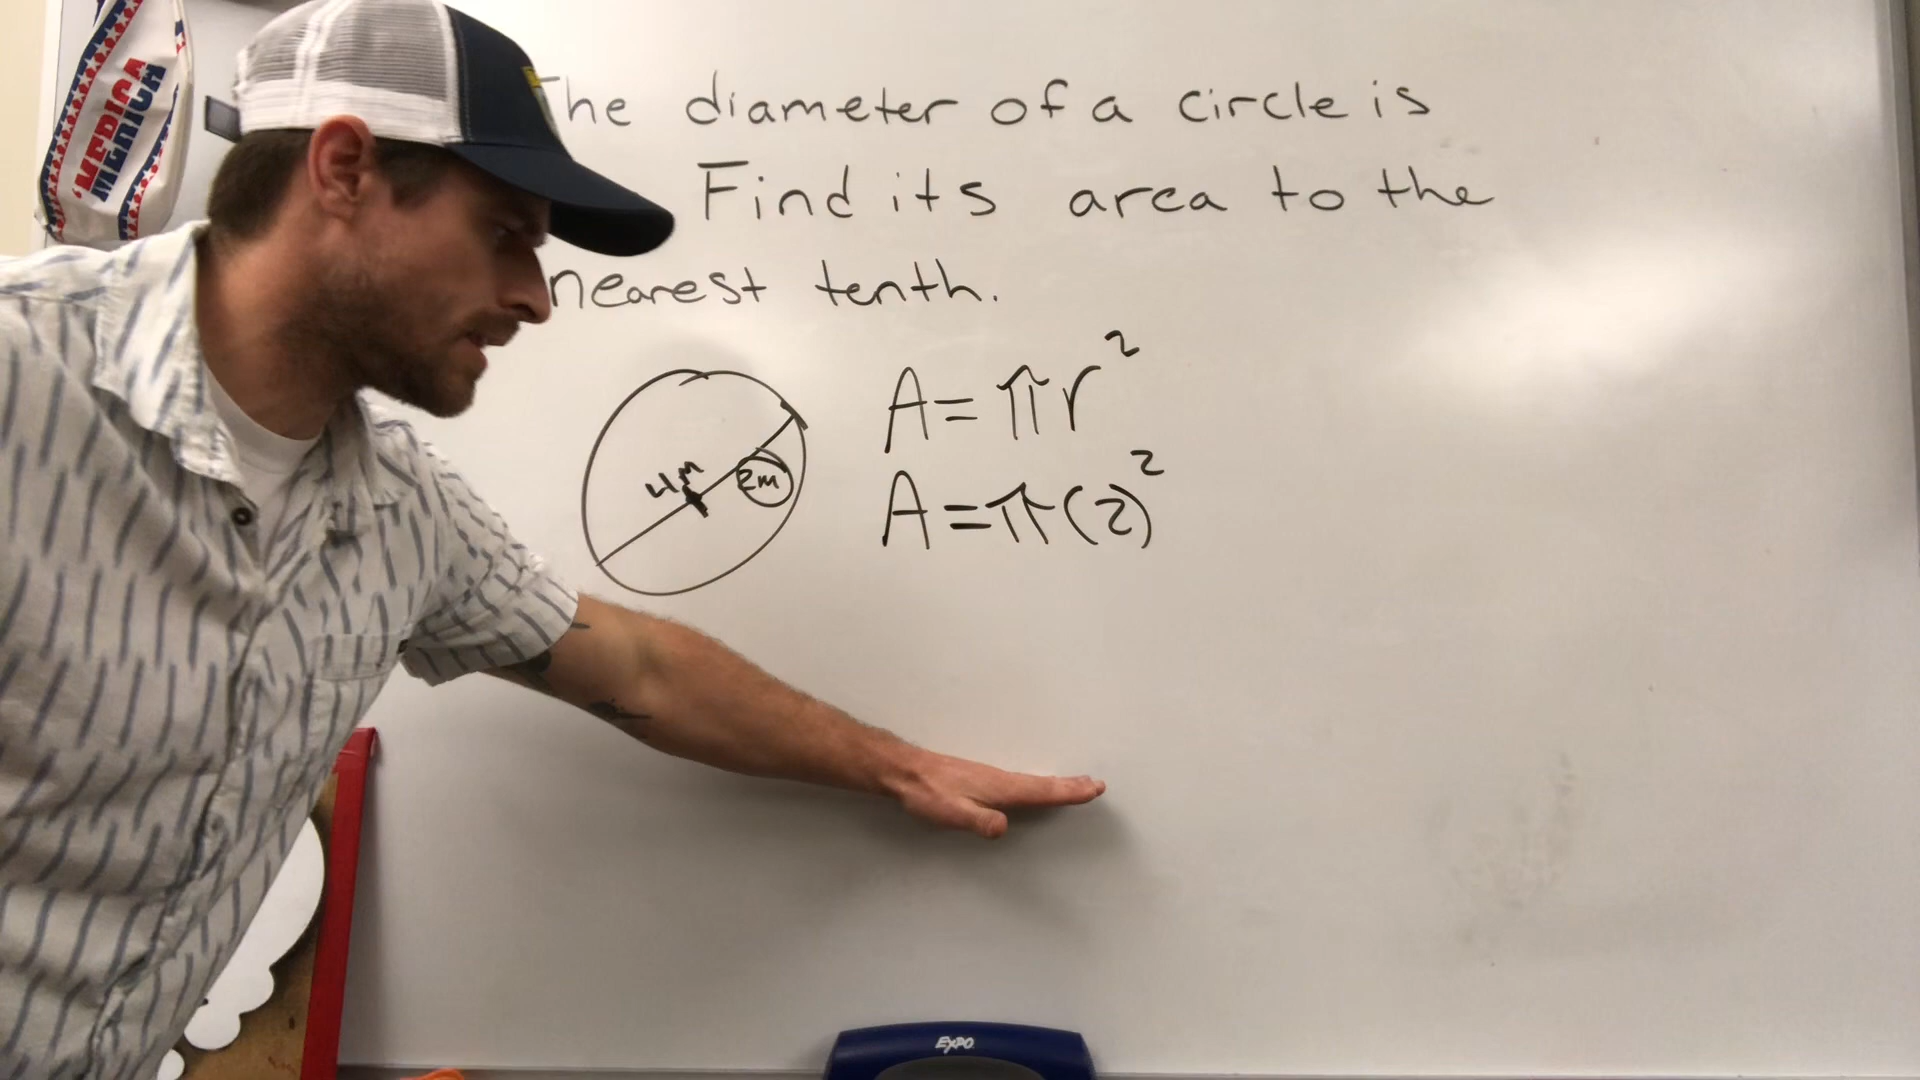 'MERICA
MERICA
The diameter of a circle is
Find its area to the
nearest tenth.
4m
2m
A = πr²
A = π(2)²
EXPO